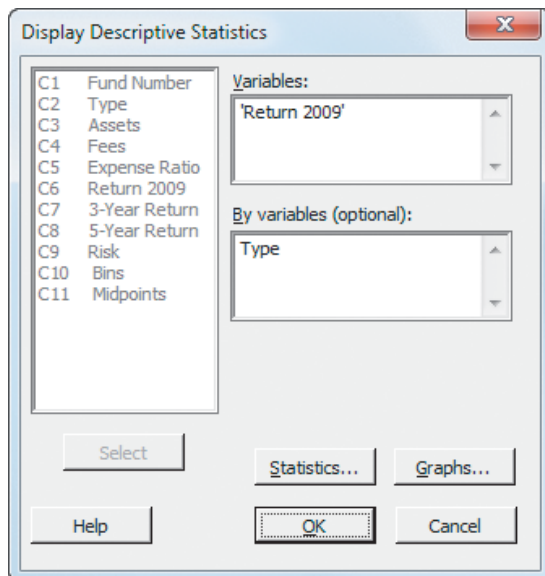 Display Descriptive Statistics
X
C1 Fund Number
C2 Type
C3 Assets
C4 Fees
C5 Expense Ratio
C6 Return 2009
C7 3-Year Return
C8 5-Year Return
C9 Risk
C10 Bins
C11 Midpoints
Variables:
'Return 2009'
By variables (optional):
Type
Select
Statistics...
Graphs...
Help
OK
Cancel